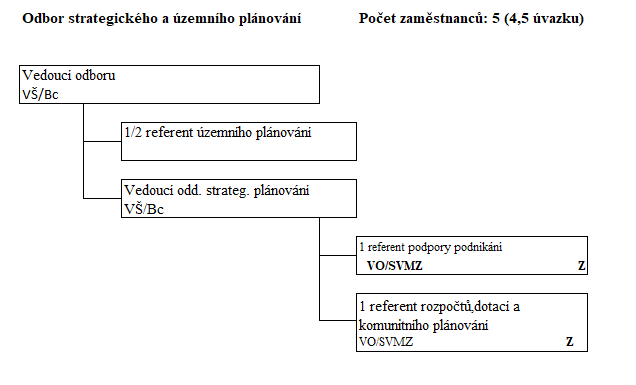 Odbor strategického a územního plánování
Počet zaměstnanců: 5 (4,5 úvazku)
Vedoucí odboru
VŠ/Bc
1/2 referent územního plánování
Vedoucí odd. strateg. plánování
VŠ/Bc
1 referent podpory podnikání
VO/SVMZ Z
1 referent rozpočtů,dotací a
komunitního plánování
VO/SVMZ Z